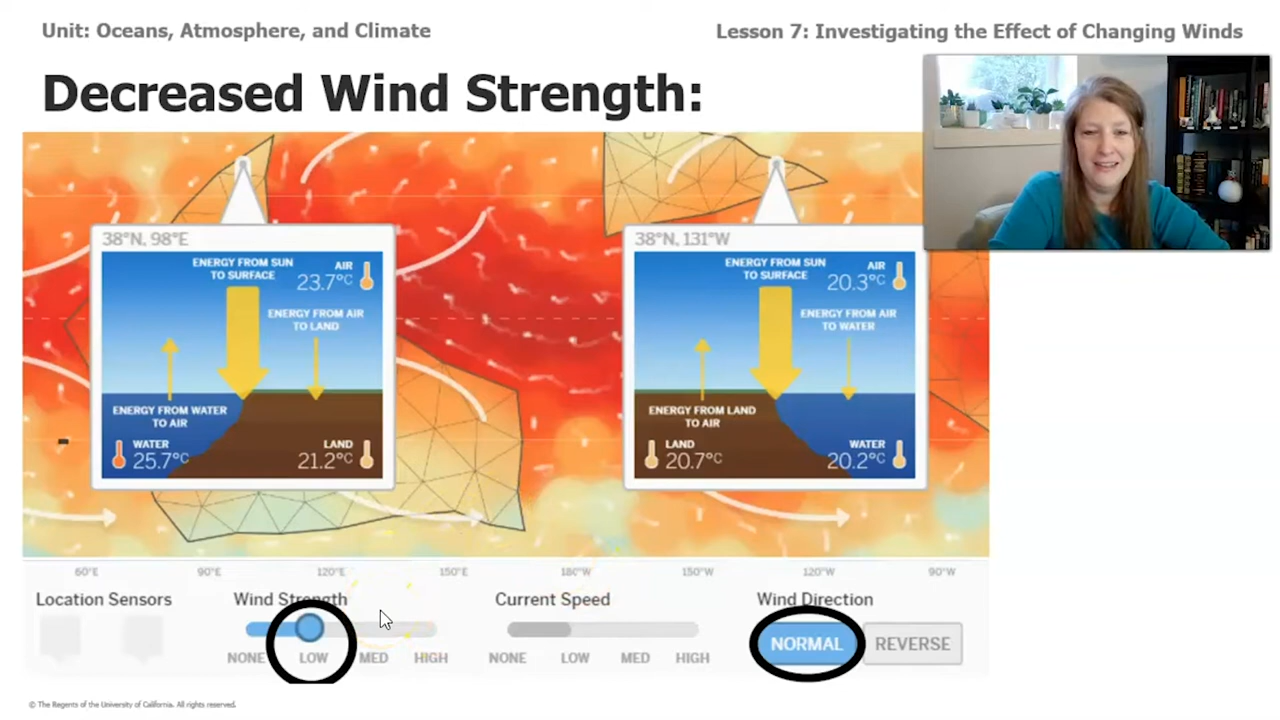 Unit: Oceans, Atmosphere, and Climate
Lesson 7: Investigating the Effect of Changing Winds
Decreased Wind Strength:
38°N, 98°E
ENERGY FROM SUN
TO SURFACE
AIR
23.7°C
ENERGY FROM AIR
TO LAND
ENERGY FROM WATER
TO AIR
WATER
25.7°C
LAND
21.2°C
38°N, 131°W
ENERGY FROM SUN
TO SURFACE
AIR
20.3°C
ENERGY FROM AIR
TO WATER
ENERGY FROM LAND
TO AIR
LAND
20.7°C
WATER
20.2°C
60°E 90°E 120°E 150°E 180°W 150°W 120°W 90°W
Location Sensors
Wind Strength
NONE LOW MED HIGH
Current Speed
NONE LOW MED HIGH
Wind Direction
NORMAL REVERSE
© The Regents of the University of California. All rights reserved.